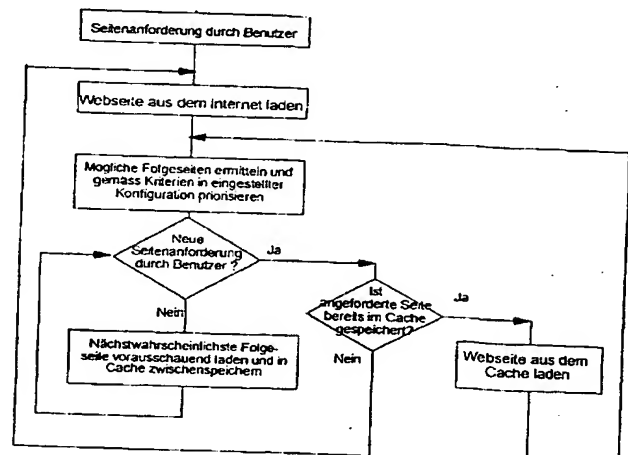 Seitenanforderung durch Benutzer
Webseite aus dem Internet laden
Mögliche Folgeseiten ermitteln und
gemass Kriterien in eingestellter
Konfiguration priorisieren
Neue
Seitenanforderung
durch Benutzer ?
Ja
Nein
Nächstwahrscheinlichste Folge-
seite vorausschauend laden und in
Cache zwischenspeichern
Ist
angeforderte Seite
bereits im Cache
gespeichert?
Ja
Nein
Webseite aus dem
Cache laden